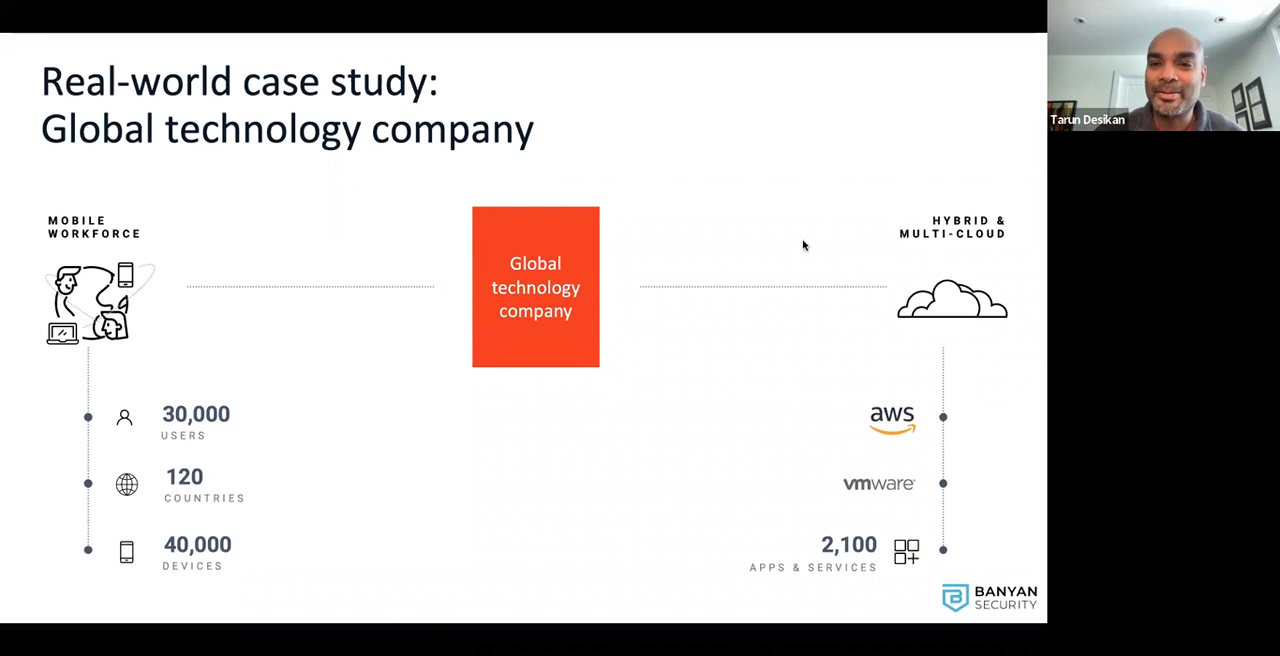 Real-world case study:
Global technology company
Tarun Desikan
MOBILE
WORKFORCE
Global
technology
company
HYBRID &
MULTI-CLOUD
30,000
USERS
120
COUNTRIES
40,000
DEVICES
aws
vmware
2,100
APPS & SERVICES
BANYAN
SECURITY